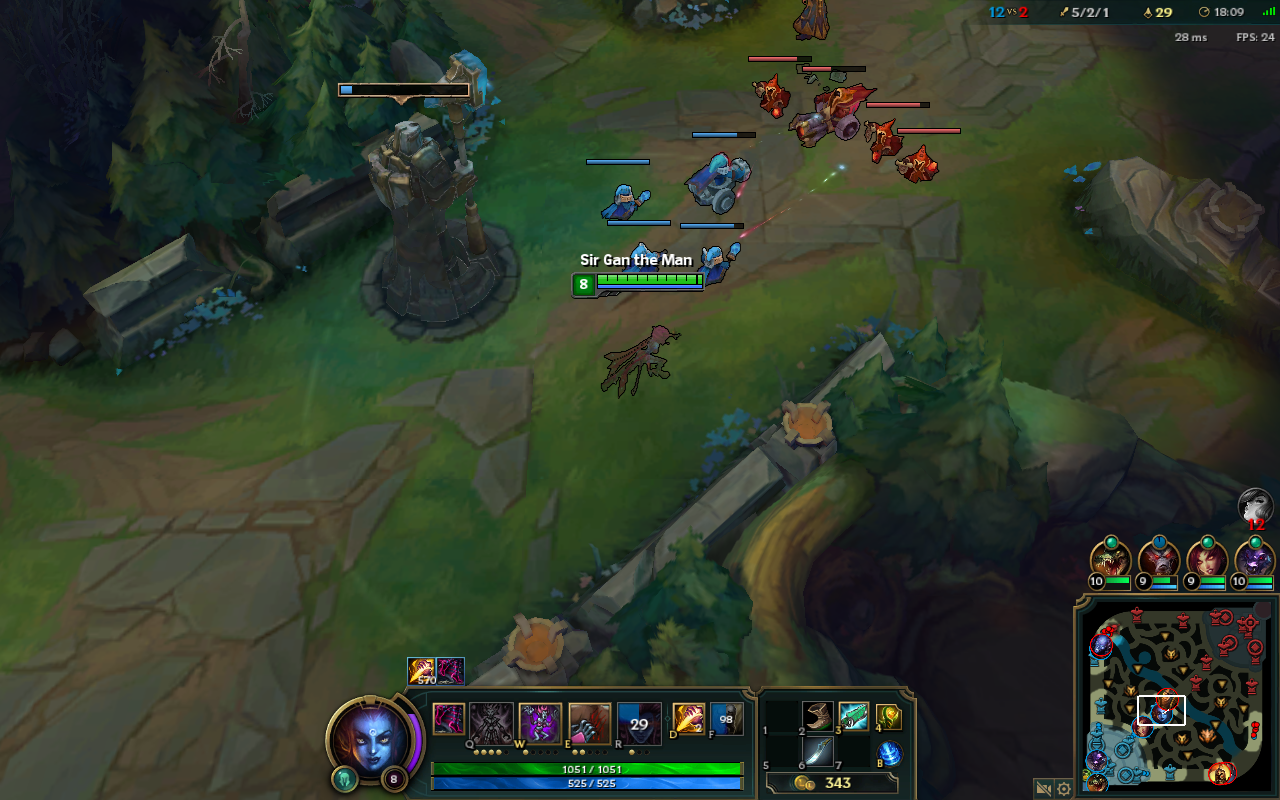 12 vs 2 5/2/1 29 18:09
28 ms FPS: 24
Sir Gan the Man
8
12
10 9 9 10
570
29 98
Q W E R D F
1 2 3 4
5 6 7 B
8
1051 / 1051
525 / 525
343